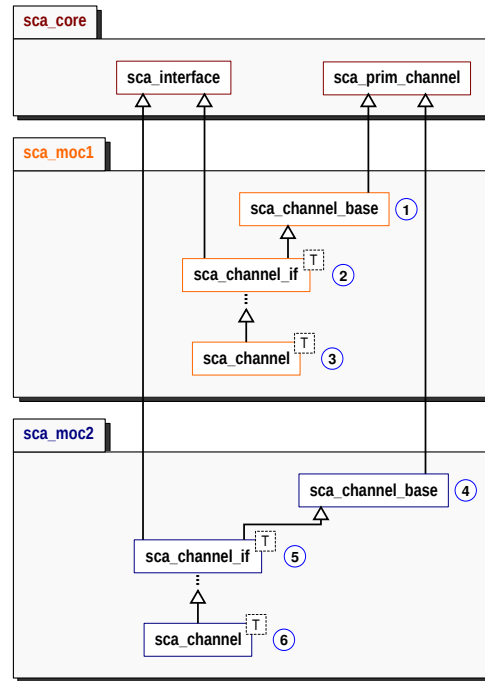 sca_core
sca_interface
sca_prim_channel
sca_moc1
sca_channel_base
1
T
sca_channel_if
2
T
sca_channel
3
sca_moc2
sca_channel_base
4
T
sca_channel_if
5
T
sca_channel
6